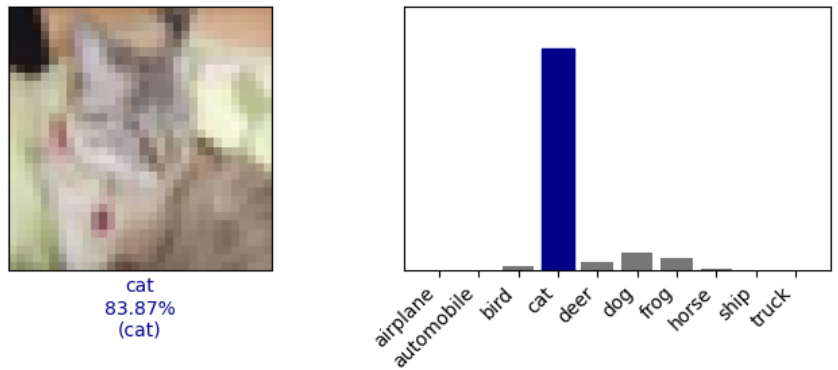 cat
83.87%
(cat)
airplane
automobile
bird
cat
deer
dog
frog
horse
ship
truck